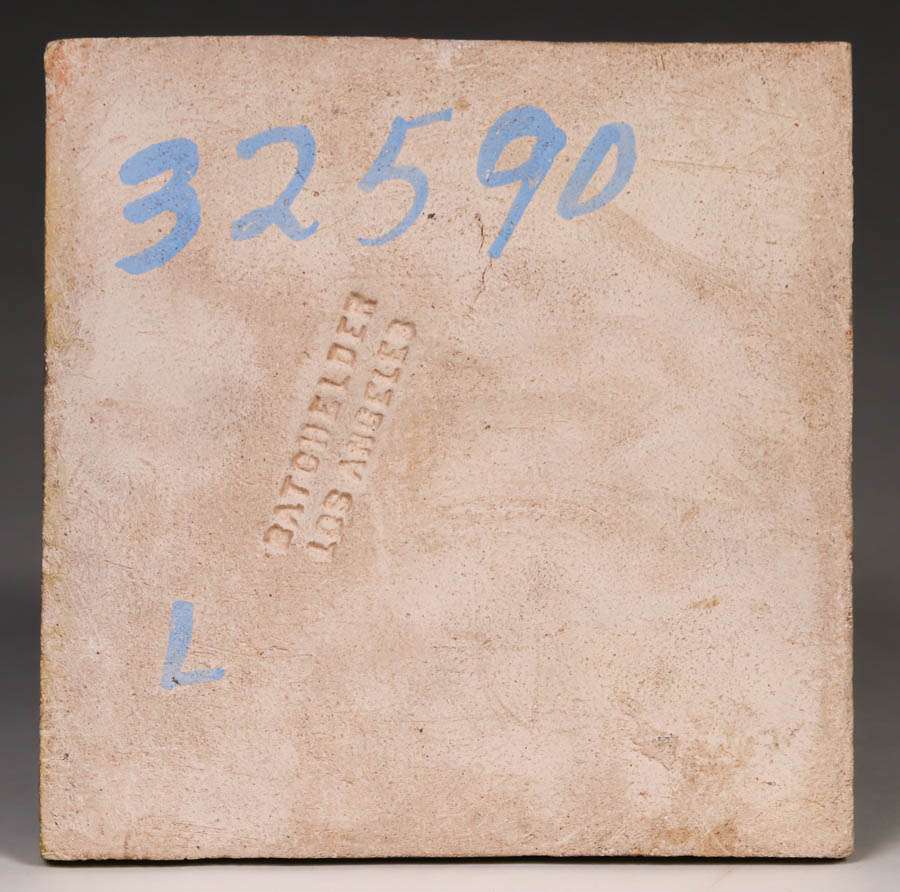 32590
BATCHELDER
LOS ANGELES
L